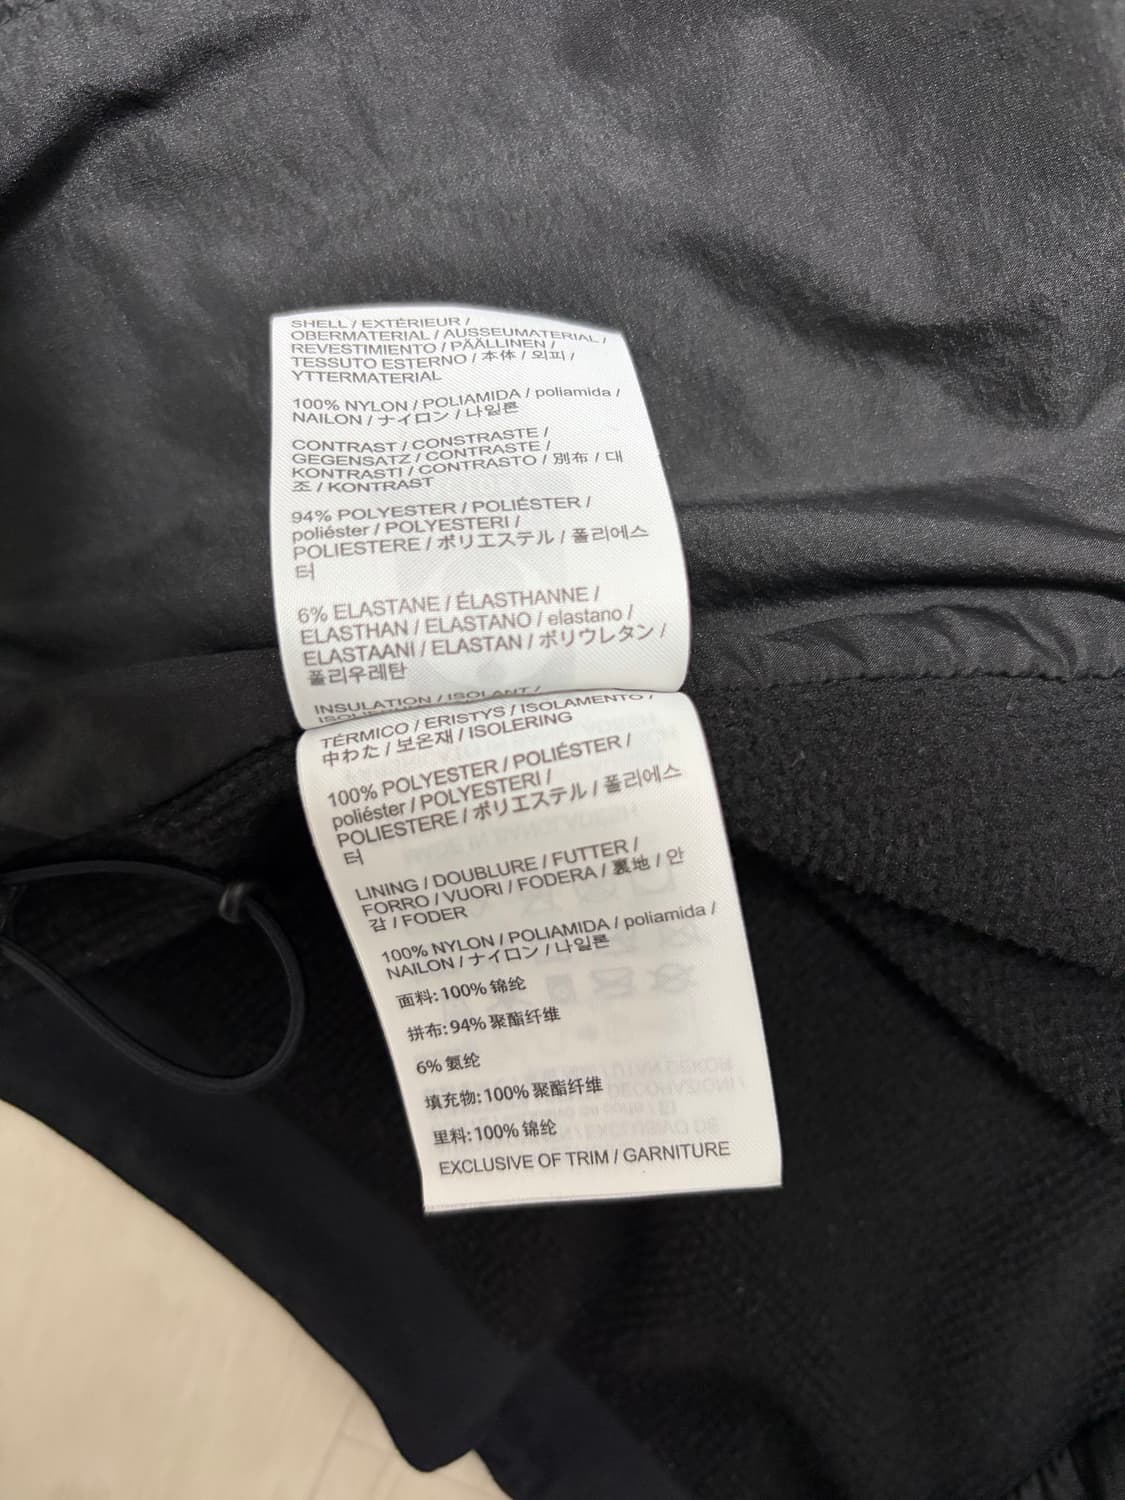 SHELL / EXTÉRIEUR /
OBERMATERIAL / AUSSEUMATERIAL /
REVESTIMIENTO / PÄÄLLINEN /
TESSUTO ESTERNO / 本体 / 외피 /
YTTERMATERIAL
100% NYLON / POLIAMIDA / poliamida /
NAILON / ナイロン / 나일론
CONTRAST / CONSTRASTE /
GEGENSATZ / CONTRASTE /
KONTRASTI / CONTRASTO / 別布 / 대
조 / KONTRAST
94% POLYESTER / POLIÉSTER /
poliéster / POLYESTERI /
POLIESTERE / ポリエステル / 폴리에스
터
6% ELASTANE / ÉLASTHANNE /
ELASTHAN / ELASTANO / elastano /
ELASTAANI / ELASTAN / ポリウレタン /
폴리우레탄
INSULATION / ISOLANT /
TÉRMICO / ERISTYS / ISOLAMENTO /
中わた / 보온재 / ISOLERING
100% POLYESTER / POLIÉSTER /
poliéster / POLYESTERI /
POLIESTERE / ポリエステル / 폴리에스
터
LINING / DOUBLURE / FUTTER /
FORRO / VUORI / FODERA / 裏地 / 안
감 / FODER
100% NYLON / POLIAMIDA / poliamida /
NAILON / ナイロン / 나일론
面料: 100% 锦纶
拼布: 94% 聚酯纤维
6% 氨纶
填充物: 100% 聚酯纤维
里料: 100% 锦纶
EXCLUSIVE OF TRIM / GARNITURE